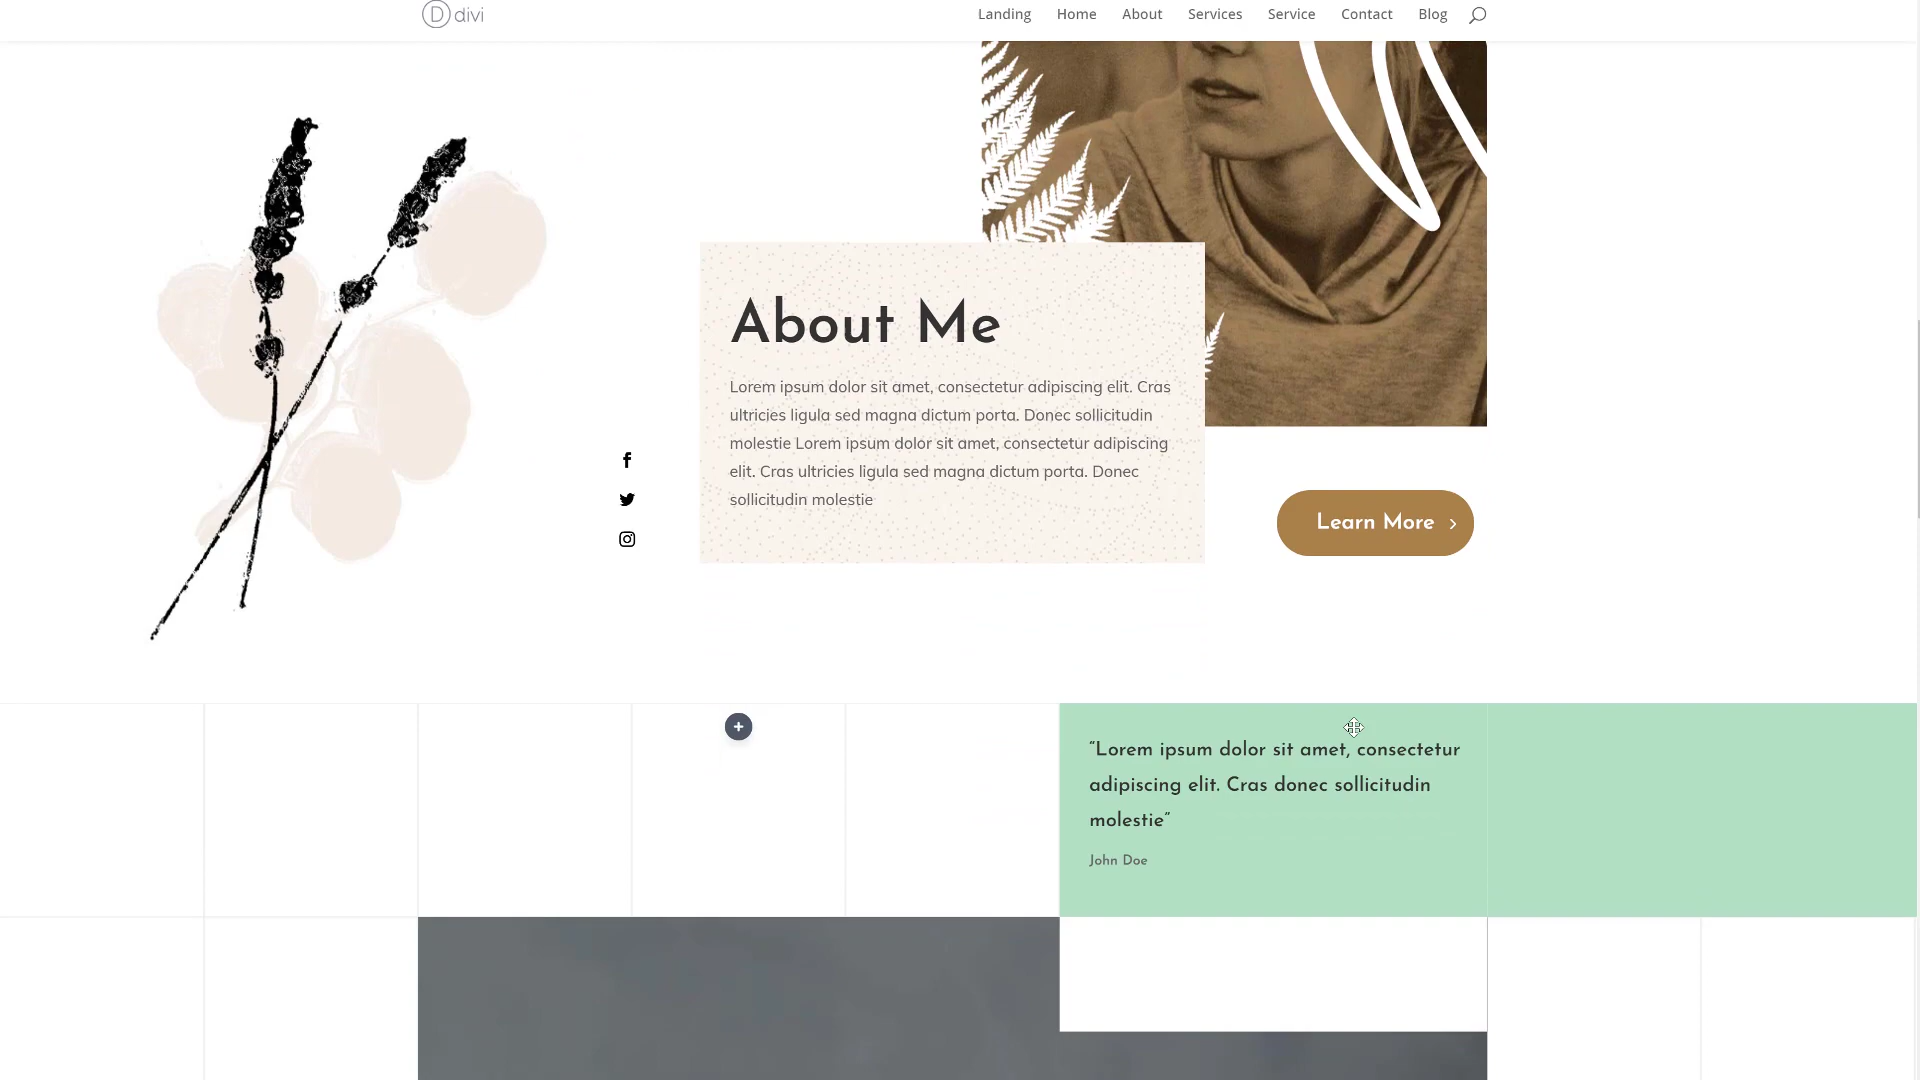 D divi
Landing Home About Services Service Contact Blog
About Me
Lorem ipsum dolor sit amet, consectetur adipiscing elit. Cras
ultricies ligula sed magna dictum porta. Donec sollicitudin
molestie Lorem ipsum dolor sit amet, consectetur adipiscing
elit. Cras ultricies ligula sed magna dictum porta. Donec
sollicitudin molestie
Learn More
“Lorem ipsum dolor sit amet, consectetur
adipiscing elit. Cras donec sollicitudin
molestie”
John Doe